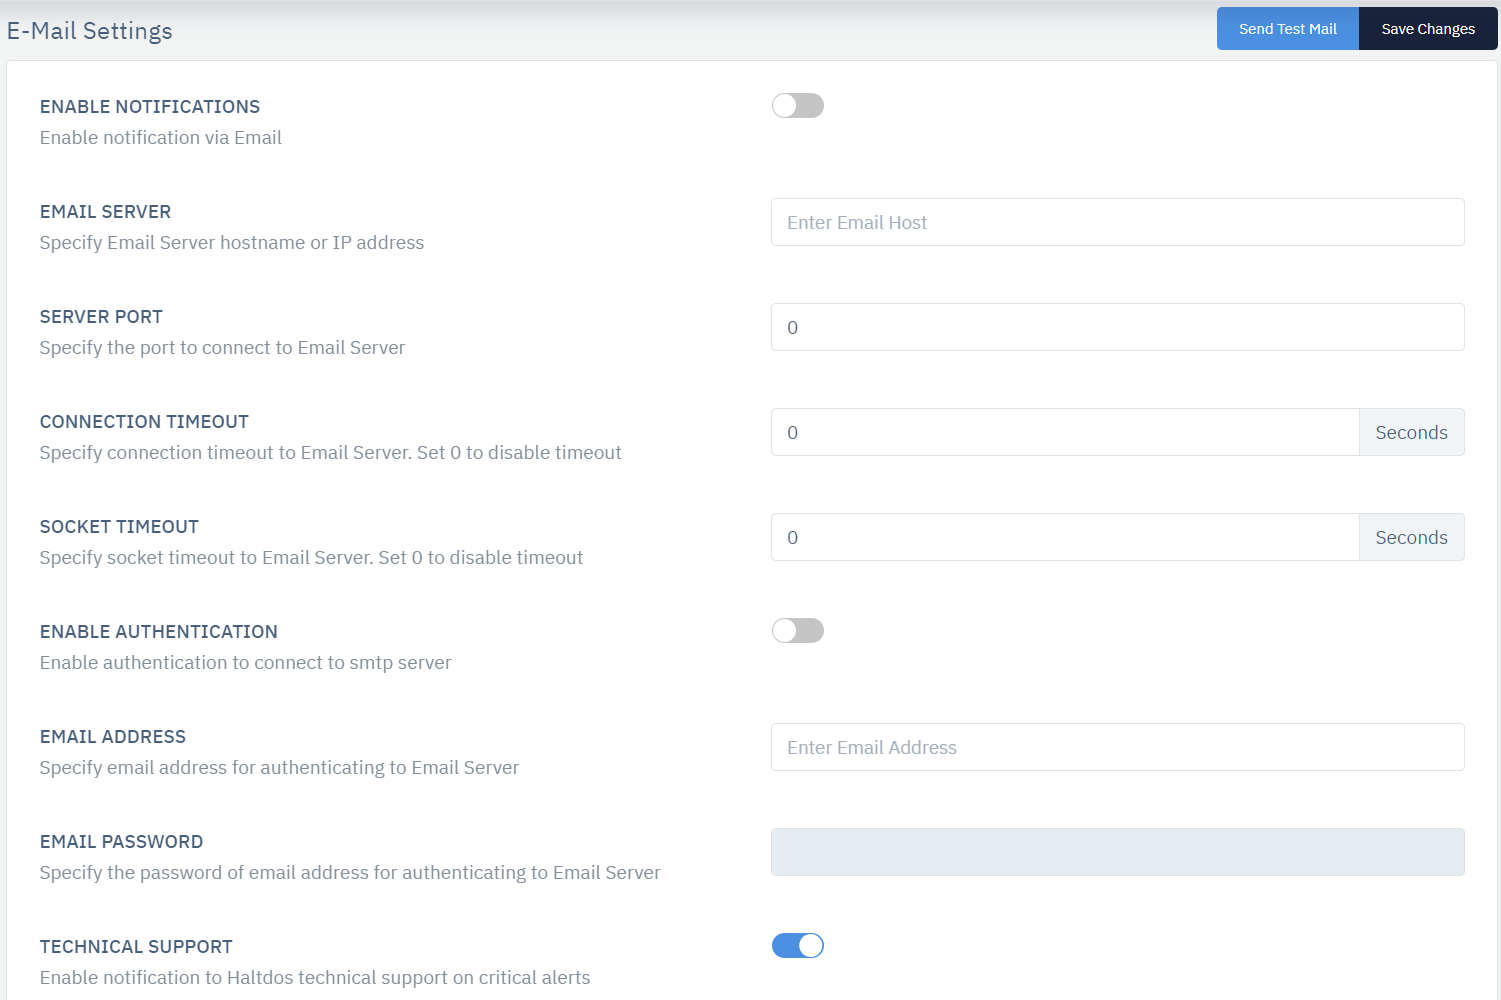 E-Mail Settings
Send Test Mail
Save Changes
ENABLE NOTIFICATIONS
Enable notification via Email
EMAIL SERVER
Specify Email Server hostname or IP address
Enter Email Host
SERVER PORT
Specify the port to connect to Email Server
0
CONNECTION TIMEOUT
Specify connection timeout to Email Server. Set 0 to disable timeout
0
Seconds
SOCKET TIMEOUT
Specify socket timeout to Email Server. Set 0 to disable timeout
0
Seconds
ENABLE AUTHENTICATION
Enable authentication to connect to smtp server
EMAIL ADDRESS
Specify email address for authenticating to Email Server
Enter Email Address
EMAIL PASSWORD
Specify the password of email address for authenticating to Email Server
TECHNICAL SUPPORT
Enable notification to Haltdos technical support on critical alerts